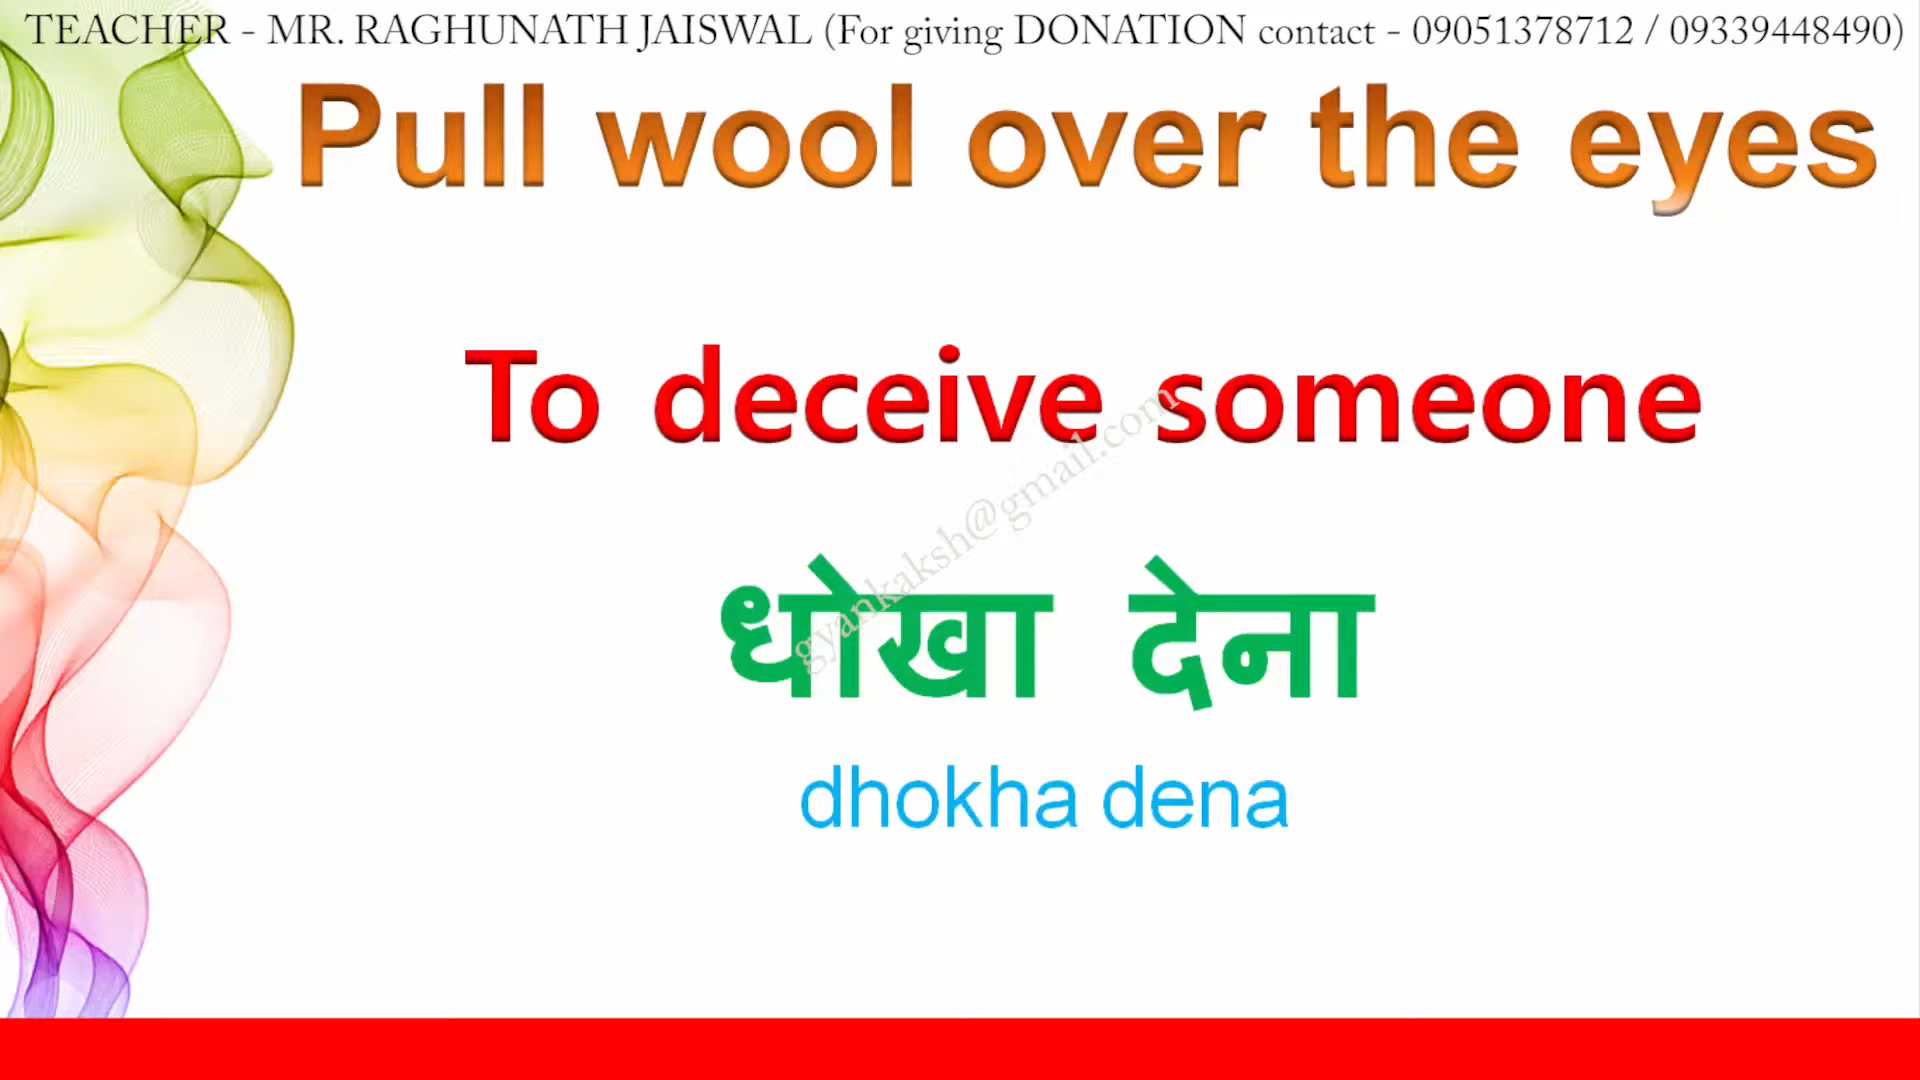 TEACHER - MR. RAGHUNATH JAISWAL (For giving DONATION contact - 09051378712 / 09339448490)
Pull wool over the eyes
To deceive someone
gyankaksh@gmail.com
धोखा देना
dhokha dena